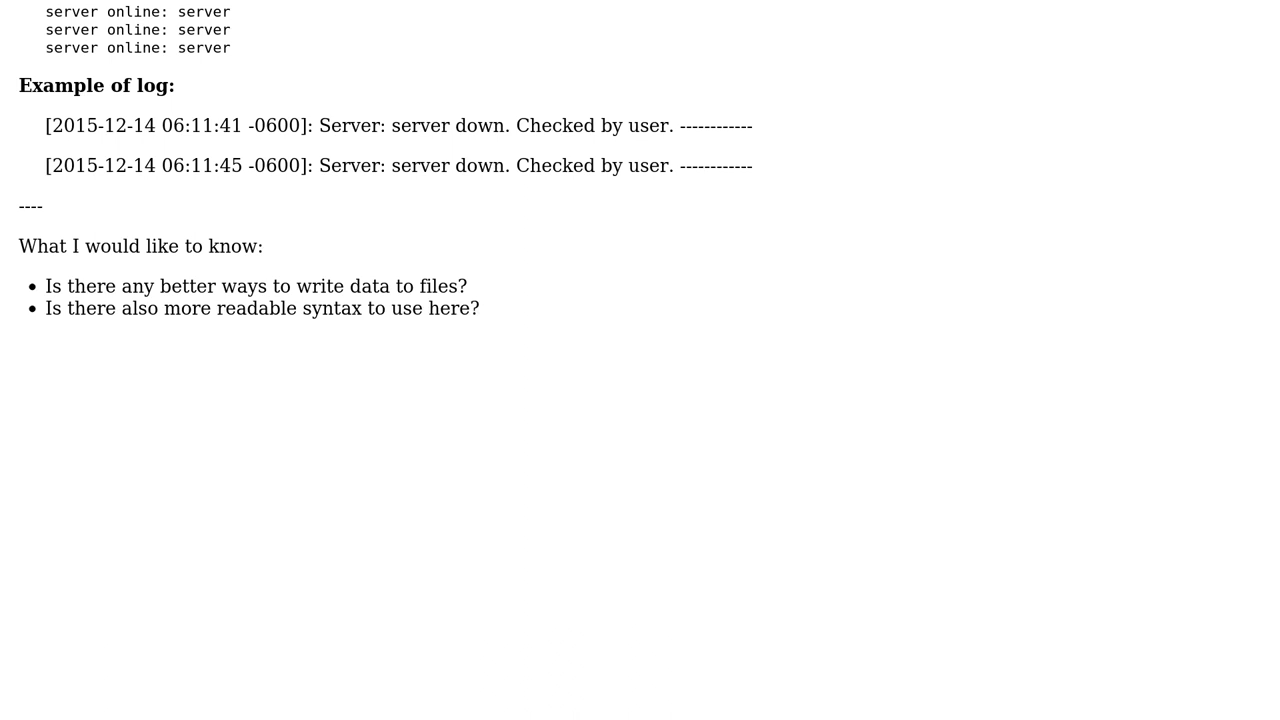 server online: server
server online: server
server online: server
Example of log:
[2015-12-14 06:11:41 -0600]: Server: server down. Checked by user. ------------
[2015-12-14 06:11:45 -0600]: Server: server down. Checked by user. ------------
----
What I would like to know:
• Is there any better ways to write data to files?
• Is there also more readable syntax to use here?